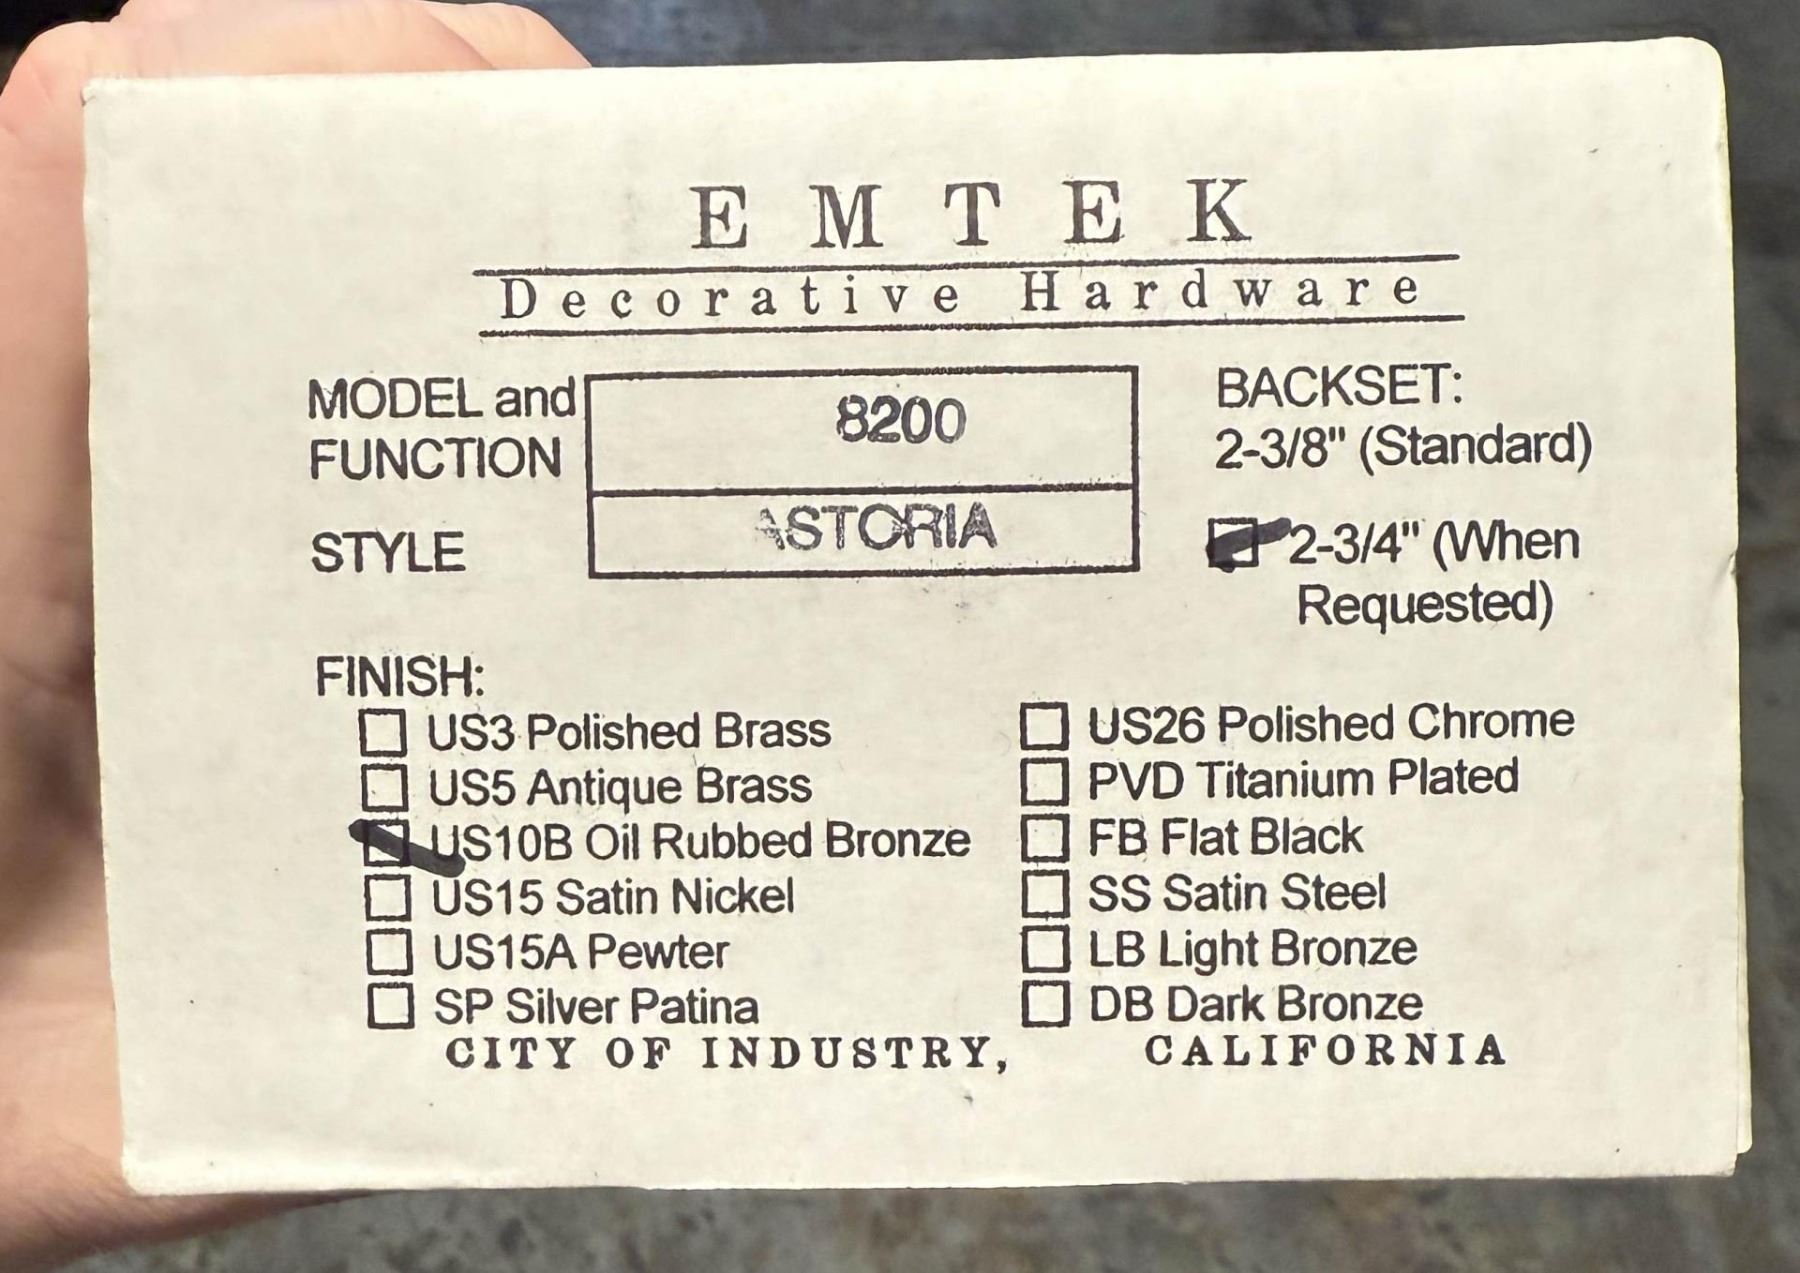 EMTEK
Decorative Hardware
MODEL and
FUNCTION
8200
STYLE
ASTORIA
BACKSET:
2-3/8" (Standard)
2-3/4" (When
Requested)
FINISH:
US3 Polished Brass
US5 Antique Brass
US10B Oil Rubbed Bronze
US15 Satin Nickel
US15A Pewter
SP Silver Patina
US26 Polished Chrome
PVD Titanium Plated
FB Flat Black
SS Satin Steel
LB Light Bronze
DB Dark Bronze
CITY OF INDUSTRY, CALIFORNIA